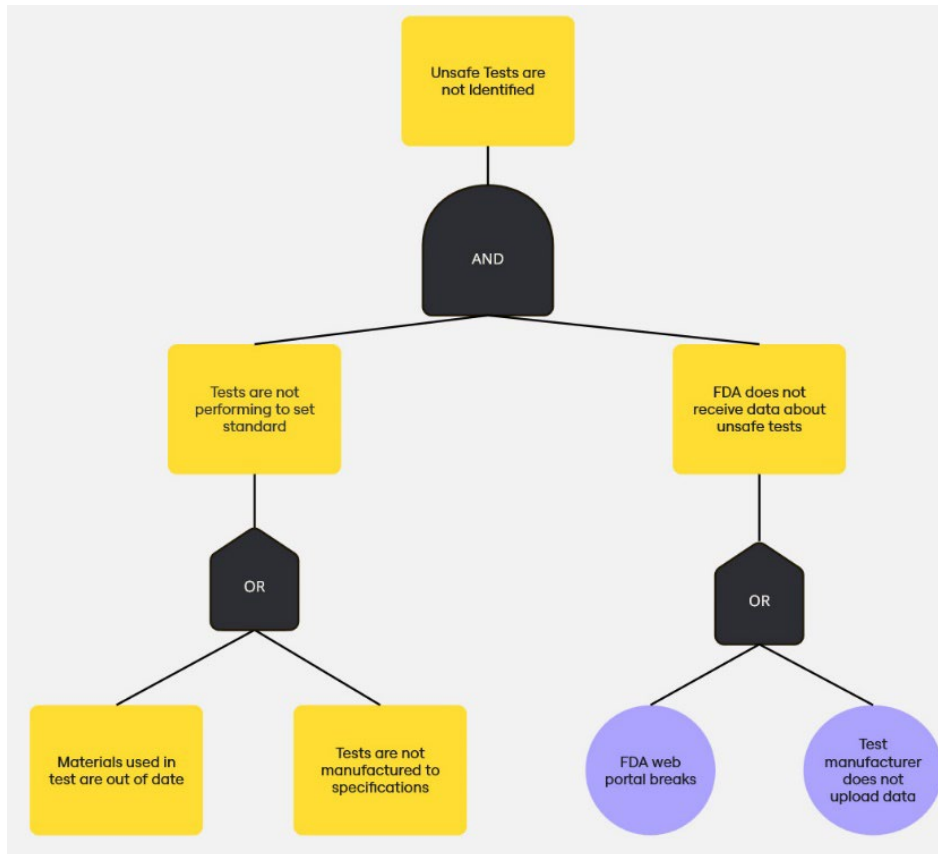 Unsafe Tests are
not Identified
AND
Tests are not
performing to set
standard
FDA does not
receive data about
unsafe tests
OR
OR
Materials used in
test are out of date
Tests are not
manufactured to
specifications
FDA web
portal breaks
Test
manufacturer
does not
upload data